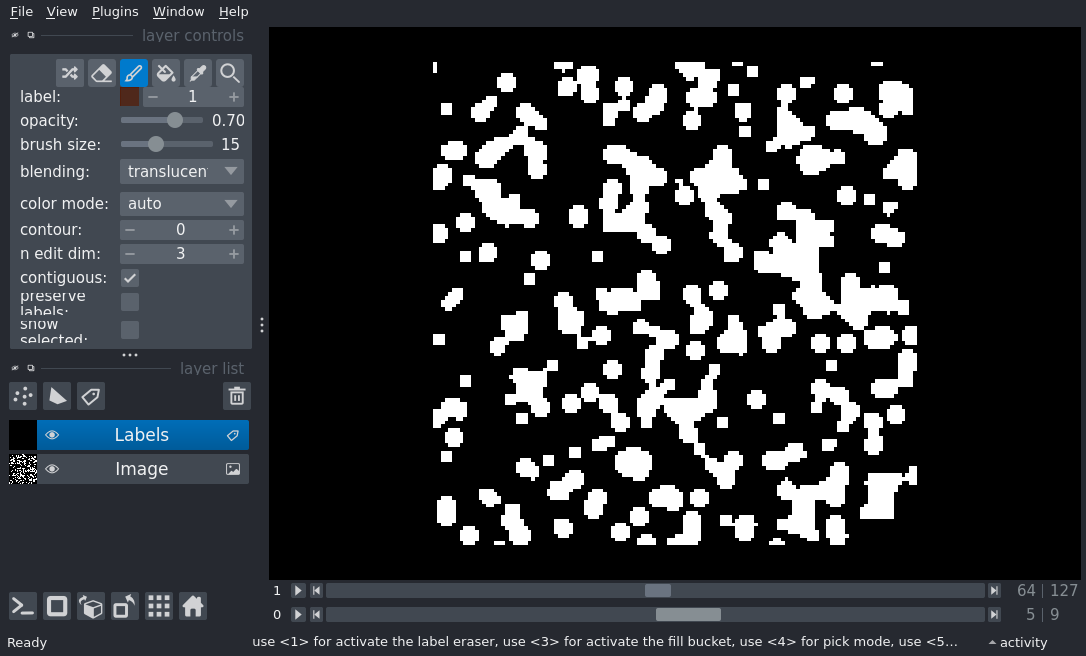 File View Plugins Window Help
layer controls
label: 1
opacity: 0.70
brush size: 15
blending: translucen
color mode: auto
contour: 0
n edit dim: 3
contiguous:
preserve
labels:
show
selected:
layer list
Labels
Image
1 64 127
0 5 9
Ready use <1> for activate the label eraser, use <3> for activate the fill bucket, use <4> for pick mode, use <5... activity